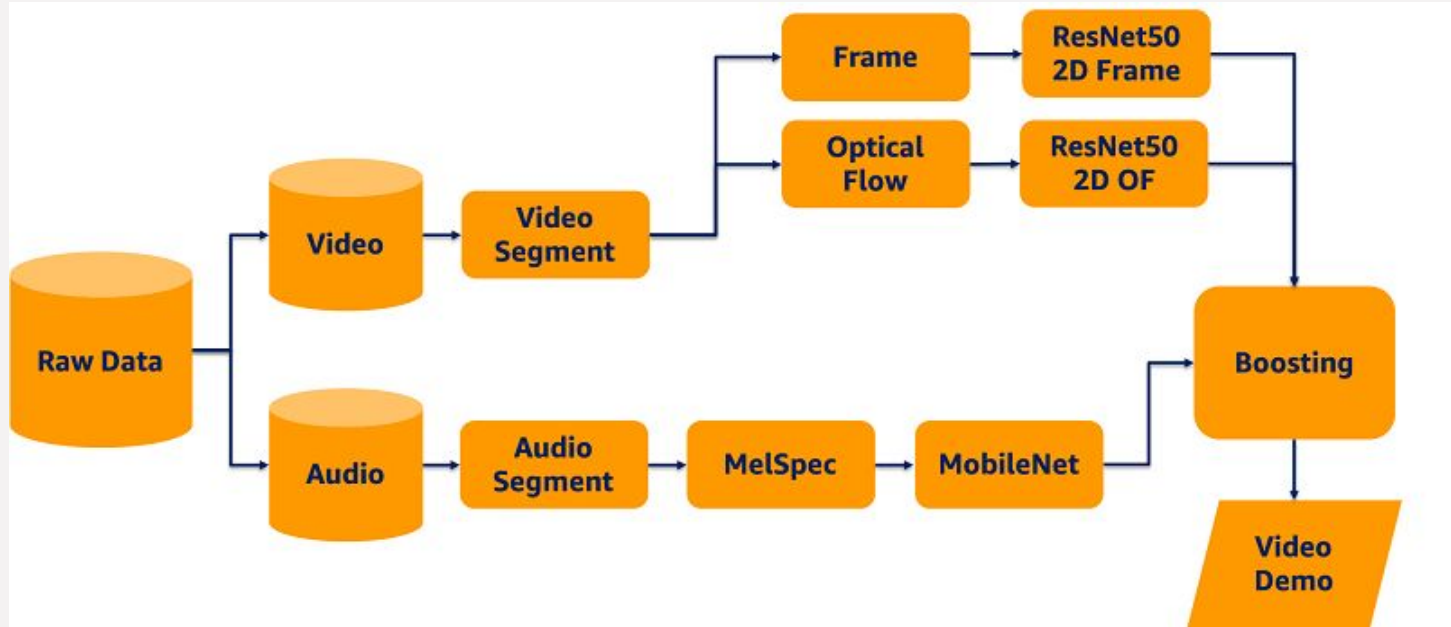 Frame
ResNet50
2D Frame
Optical
Flow
ResNet50
2D OF
Video
Video
Segment
Raw Data
Boosting
Audio
Audio
Segment
MelSpec
MobileNet
Video
Demo